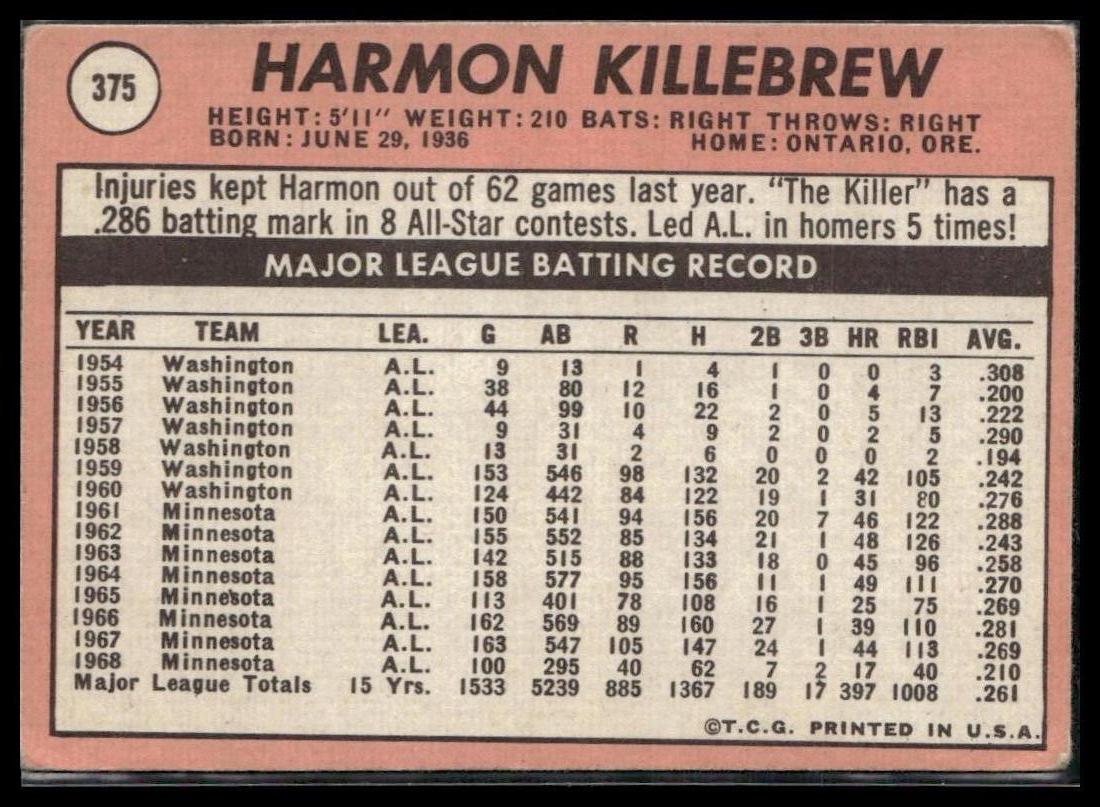 375
HARMON KILLEBREW
HEIGHT: 5'11" WEIGHT: 210 BATS: RIGHT THROWS: RIGHT
BORN: JUNE 29, 1936 HOME: ONTARIO, ORE.
Injuries kept Harmon out of 62 games last year. "The Killer" has a
.286 batting mark in 8 All-Star contests. Led A.L. in homers 5 times!
MAJOR LEAGUE BATTING RECORD
YEAR TEAM LEA. G AB R H 2B 3B HR RBI AVG.
1954 Washington A.L. 9 13 1 4 1 0 0 3 .308
1955 Washington A.L. 38 80 12 16 1 0 4 7 .200
1956 Washington A.L. 44 99 10 22 2 0 5 13 .222
1957 Washington A.L. 9 31 4 9 2 0 2 5 .290
1958 Washington A.L. 13 31 2 6 0 0 0 2 .194
1959 Washington A.L. 153 546 98 132 20 2 42 105 .242
1960 Washington A.L. 124 442 84 122 19 1 31 80 .276
1961 Minnesota A.L. 150 541 94 156 20 7 46 122 .288
1962 Minnesota A.L. 155 552 85 134 21 1 48 126 .243
1963 Minnesota A.L. 142 515 88 133 18 0 45 96 .258
1964 Minnesota A.L. 158 577 95 156 11 1 49 111 .270
1965 Minnesota A.L. 113 401 78 108 16 1 25 75 .269
1966 Minnesota A.L. 162 569 89 160 27 1 39 110 .281
1967 Minnesota A.L. 163 547 105 147 24 1 44 113 .269
1968 Minnesota A.L. 100 295 40 62 7 2 17 40 .210
Major League Totals 15 Yrs. 1533 5239 885 1367 189 17 397 1008 .261
©T.C.G. PRINTED IN U.S.A.